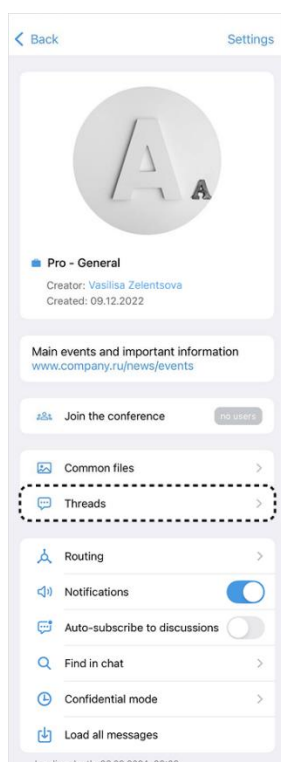 Back
Settings
A
A
Pro - General
Creator: Vasilisa Zelentsova
Created: 09.12.2022
Main events and important information
www.company.ru/news/events
Join the conference
no users
Common files
Threads
Routing
Notifications
Auto-subscribe to discussions
Find in chat
Confidential mode
Load all messages